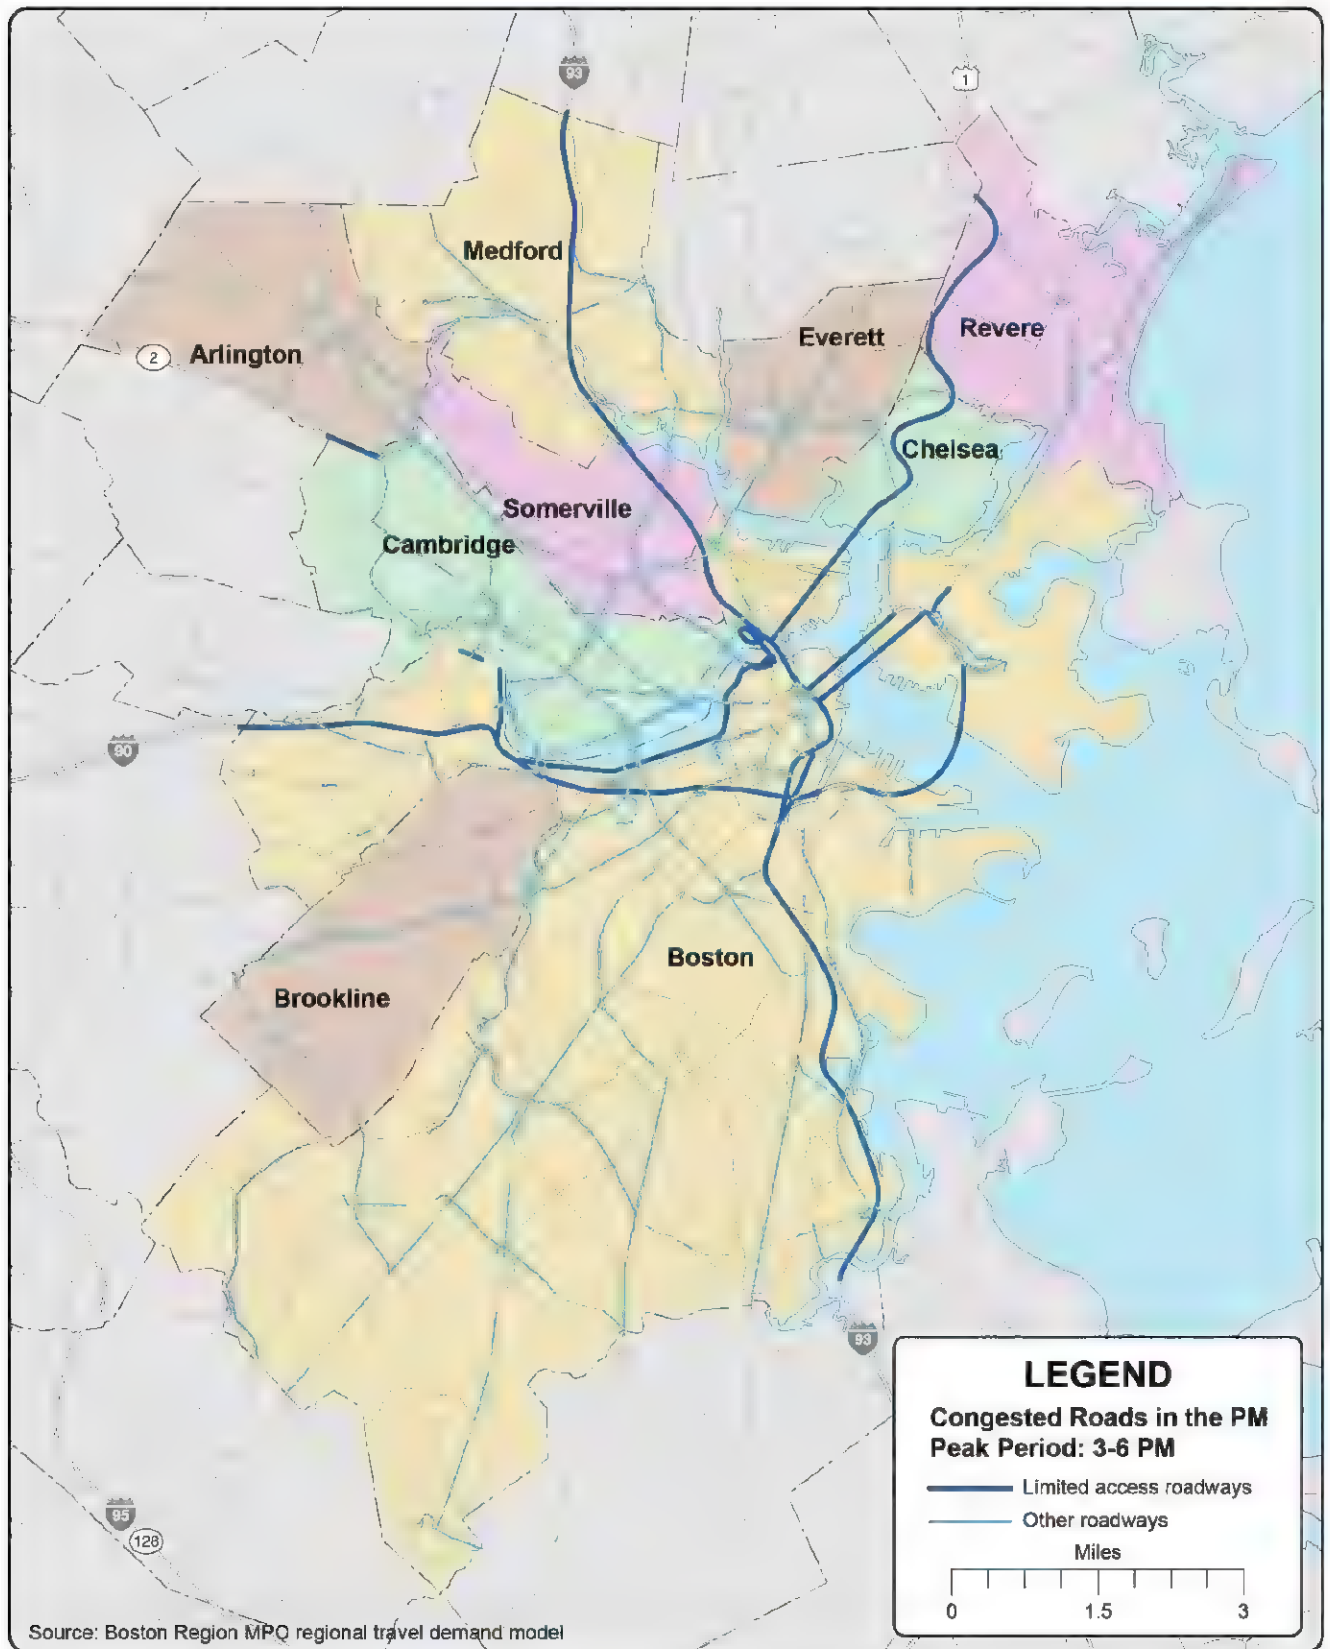 93
1
Medford
Everett
Revere
2
Arlington
Chelsea
Somerville
Cambridge
90
Boston
Brookline
93
LEGEND
Congested Roads in the PM
Peak Period: 3-6 PM
Limited access roadways
Other roadways
Miles
0 1.5 3
95
128
Source: Boston Region MPO regional travel demand model